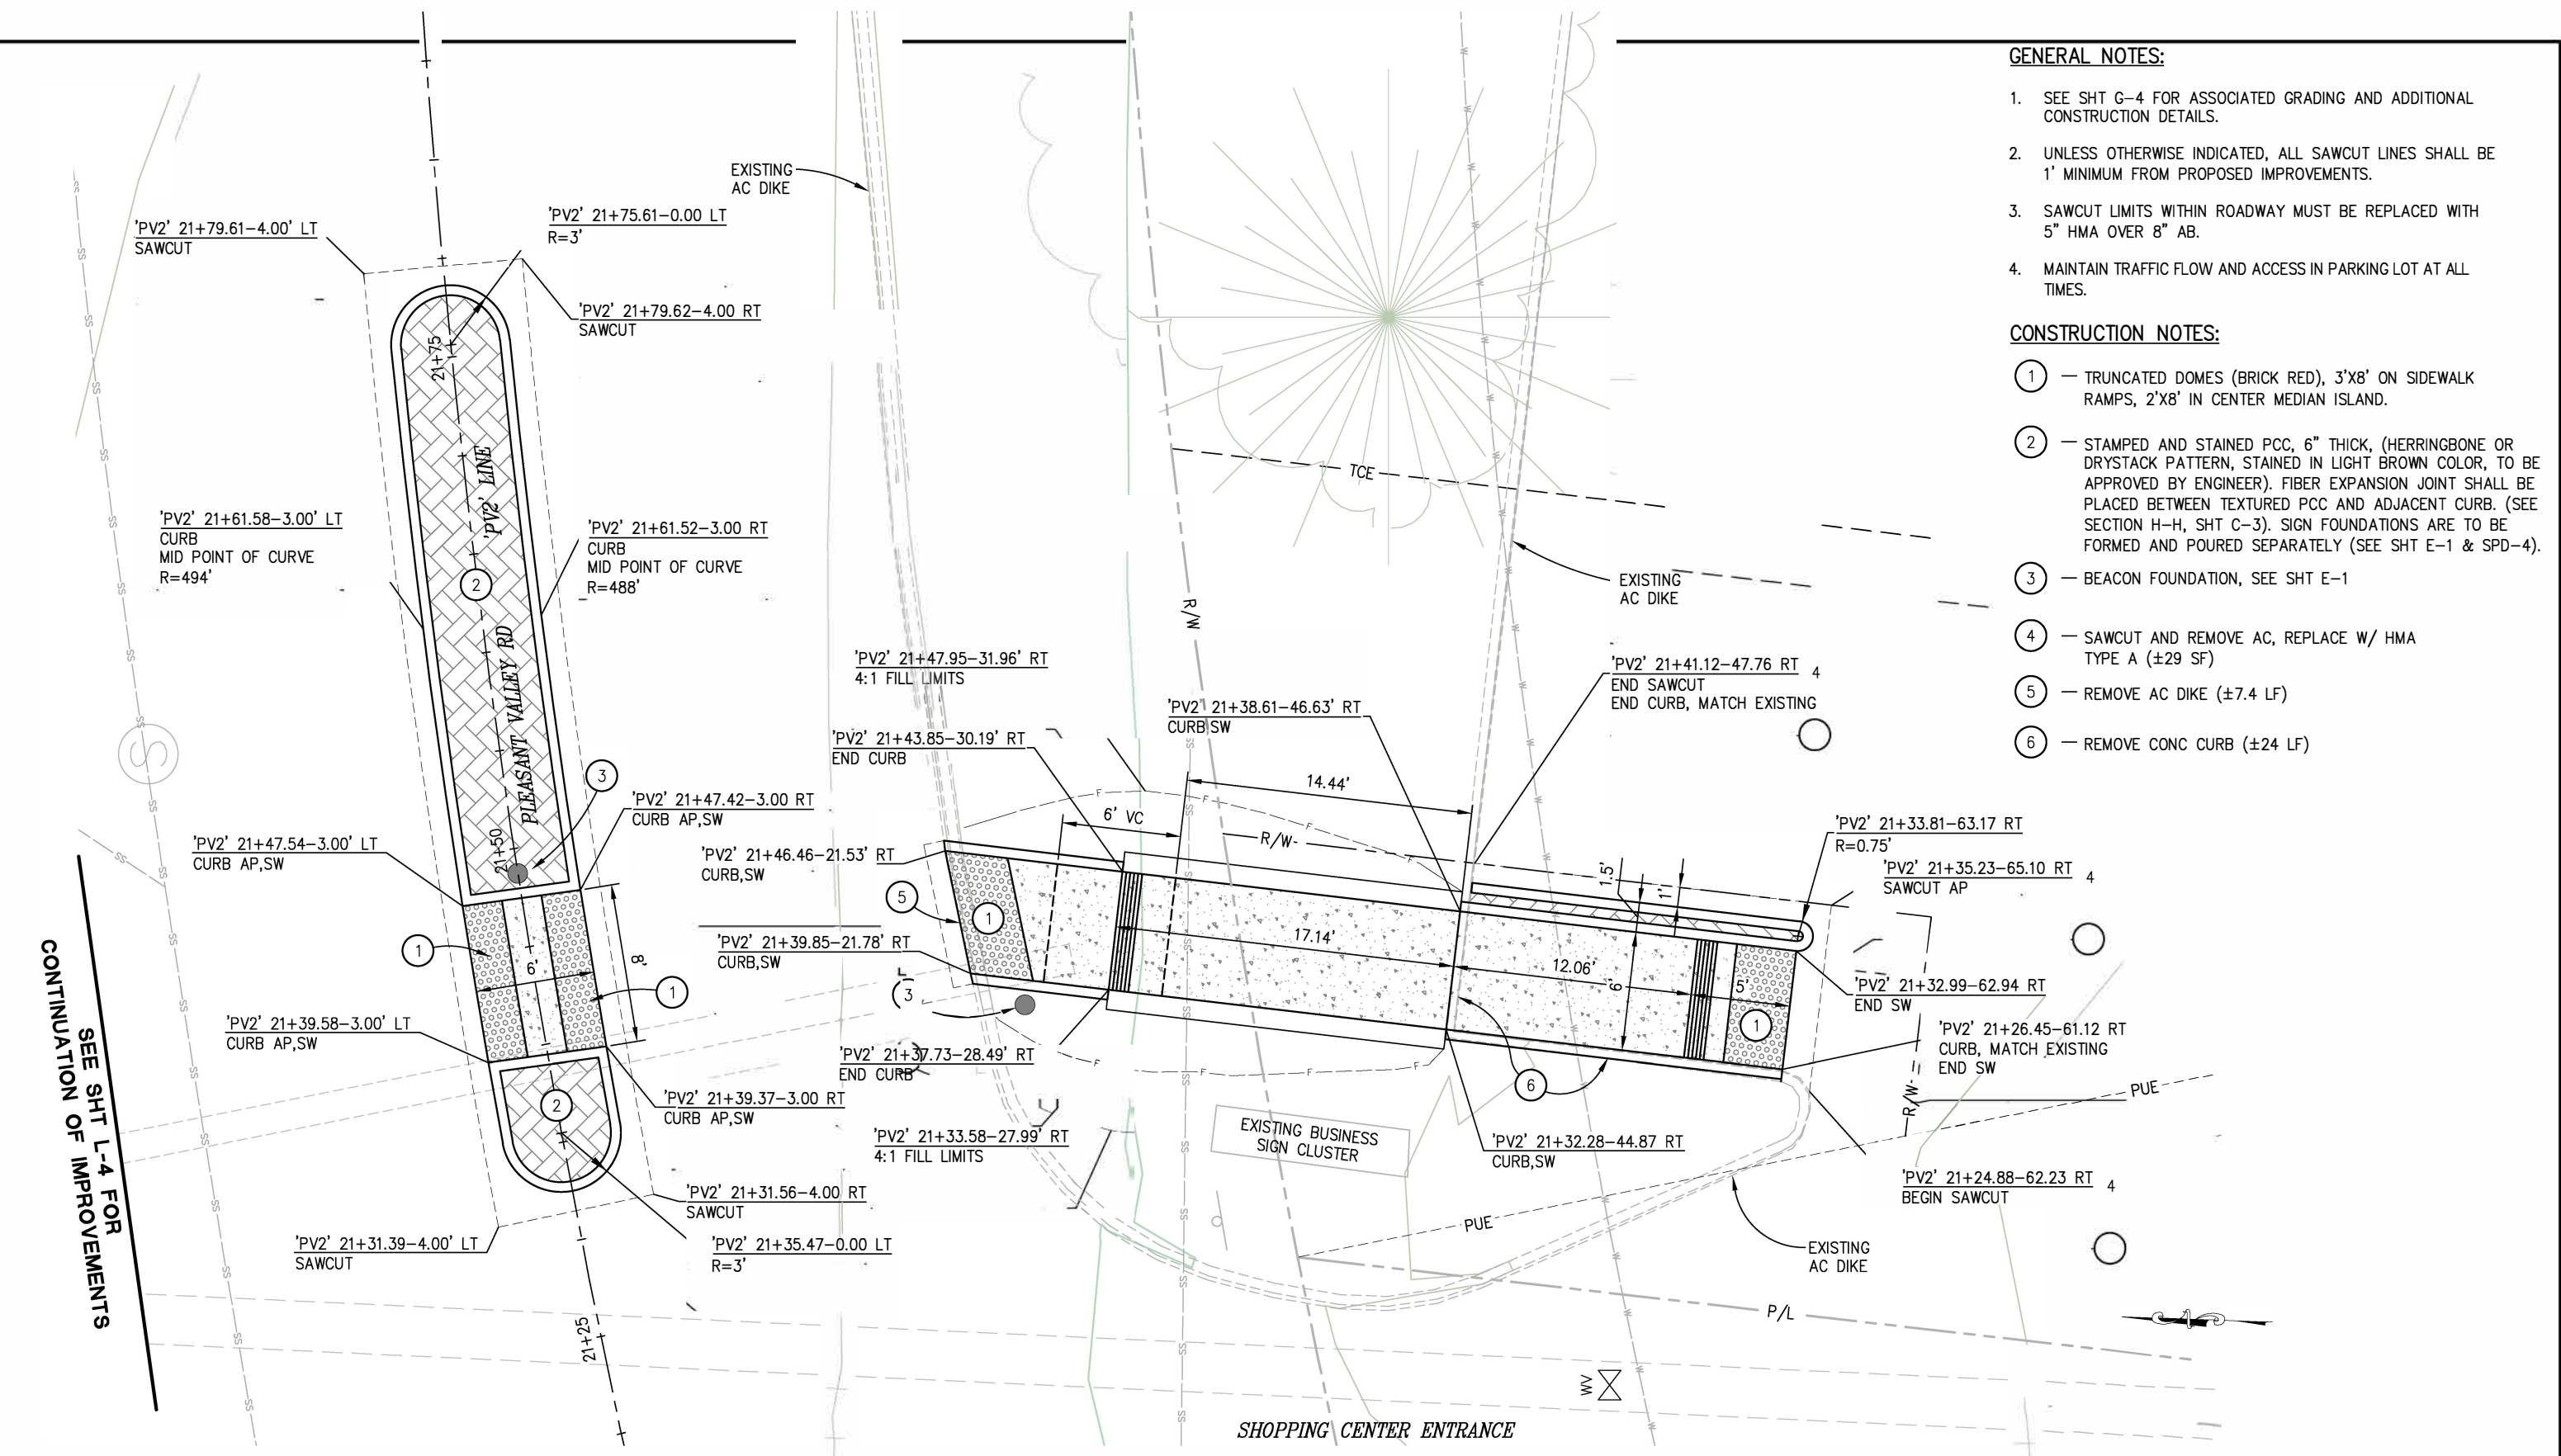 GENERAL NOTES:
1. SEE SHT G-4 FOR ASSOCIATED GRADING AND ADDITIONAL
CONSTRUCTION DETAILS.
2. UNLESS OTHERWISE INDICATED, ALL SAWCUT LINES SHALL BE
1' MINIMUM FROM PROPOSED IMPROVEMENTS.
3. SAWCUT LIMITS WITHIN ROADWAY MUST BE REPLACED WITH
5" HMA OVER 8" AB.
4. MAINTAIN TRAFFIC FLOW AND ACCESS IN PARKING LOT AT ALL
TIMES.
CONSTRUCTION NOTES:
1 — TRUNCATED DOMES (BRICK RED), 3'X8' ON SIDEWALK
RAMPS, 2'X8' IN CENTER MEDIAN ISLAND.
2 — STAMPED AND STAINED PCC, 6" THICK, (HERRINGBONE OR
DRYSTACK PATTERN, STAINED IN LIGHT BROWN COLOR, TO BE
APPROVED BY ENGINEER). FIBER EXPANSION JOINT SHALL BE
PLACED BETWEEN TEXTURED PCC AND ADJACENT CURB. (SEE
SECTION H-H, SHT C-3). SIGN FOUNDATIONS ARE TO BE
FORMED AND POURED SEPARATELY (SEE SHT E-1 & SPD-4).
3 — BEACON FOUNDATION, SEE SHT E-1
4 — SAWCUT AND REMOVE AC, REPLACE W/ HMA
TYPE A (±29 SF)
5 — REMOVE AC DIKE (±7.4 LF)
6 — REMOVE CONC CURB (±24 LF)
EXISTING
AC DIKE
'PV2' 21+79.61-4.00' LT
SAWCUT
'PV2' 21+75.61-0.00 LT
R=3'
'PV2' 21+79.62-4.00 RT
SAWCUT
21+75
'PV2' LINE
2
PLEASANT VALLEY RD
21+50
'PV2' 21+61.58-3.00' LT
CURB
MID POINT OF CURVE
R=494'
'PV2' 21+61.52-3.00 RT
CURB
MID POINT OF CURVE
R=488'
3
'PV2' 21+47.42-3.00 RT
CURB AP,SW
'PV2' 21+47.54-3.00' LT
CURB AP,SW
1
6'
8'
1
'PV2' 21+39.58-3.00' LT
CURB AP,SW
2
'PV2' 21+39.37-3.00 RT
CURB AP,SW
'PV2' 21+31.56-4.00 RT
SAWCUT
'PV2' 21+31.39-4.00' LT
SAWCUT
'PV2' 21+35.47-0.00 LT
R=3'
21+25
SEE SHT L-4 FOR
CONTINUATION OF IMPROVEMENTS
S
TCE
R/W
EXISTING
AC DIKE
'PV2' 21+47.95-31.96' RT
4:1 FILL LIMITS
'PV2' 21+43.85-30.19' RT
END CURB
'PV2' 21+38.61-46.63' RT
CURB,SW
'PV2' 21+41.12-47.76 RT 4
END SAWCUT
END CURB, MATCH EXISTING
14.44'
6' VC
R/W
'PV2' 21+46.46-21.53' RT
CURB,SW
5
1
'PV2' 21+39.85-21.78' RT
CURB,SW
3
17.14'
12.06'
6'
5'
1
1.5'
1'
'PV2' 21+33.81-63.17 RT
R=0.75'
'PV2' 21+35.23-65.10 RT 4
SAWCUT AP
'PV2' 21+32.99-62.94 RT
END SW
'PV2' 21+26.45-61.12 RT
CURB, MATCH EXISTING
END SW
'PV2' 21+37.73-28.49' RT
END CURB
'PV2' 21+33.58-27.99' RT
4:1 FILL LIMITS
EXISTING BUSINESS
SIGN CLUSTER
6
'PV2' 21+32.28-44.87 RT
CURB,SW
R/W
PUE
'PV2' 21+24.88-62.23 RT 4
BEGIN SAWCUT
PUE
EXISTING
AC DIKE
P/L
WV
SHOPPING CENTER ENTRANCE